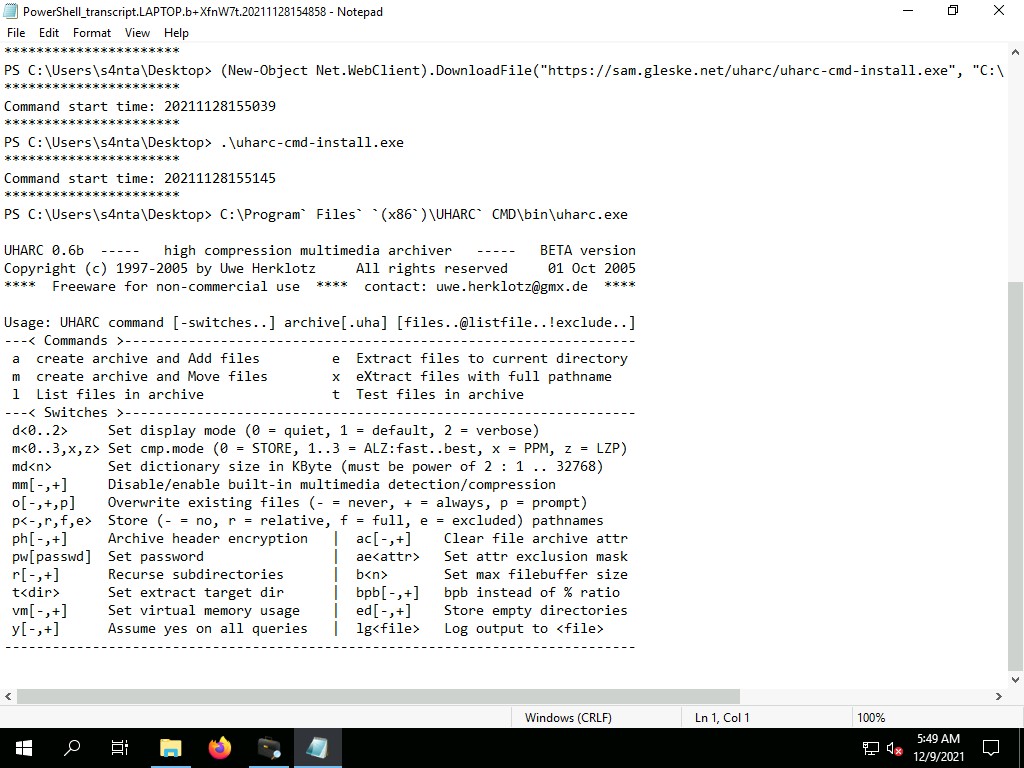 PowerShell_transcript.LAPTOP.b+XfnW7t.20211128154858 - Notepad
File Edit Format View Help
**********************
PS C:\Users\s4nta\Desktop> (New-Object Net.WebClient).DownloadFile("https://sam.gleske.net/uharc/uharc-cmd-install.exe", "C:\
**********************
Command start time: 20211128155039
**********************
PS C:\Users\s4nta\Desktop> .\uharc-cmd-install.exe
**********************
Command start time: 20211128155145
**********************
PS C:\Users\s4nta\Desktop> C:\Program` Files` `(x86`)\UHARC` CMD\bin\uharc.exe
UHARC 0.6b  -----   high compression multimedia archiver   -----   BETA version
Copyright (c) 1997-2005 by Uwe Herklotz     All rights reserved     01 Oct 2005
****  Freeware for non-commercial use  ****  contact: uwe.herklotz@gmx.de  ****
Usage: UHARC command [-switches..] archive[.uha] [files..@listfile..!exclude..]
---< Commands >----------------------------------------------------------------
 a  create archive and Add files         e  Extract files to current directory
 m  create archive and Move files        x  eXtract files with full pathname
 l  List files in archive                t  Test files in archive
---< Switches >----------------------------------------------------------------
 d<0..2>     Set display mode (0 = quiet, 1 = default, 2 = verbose)
 m<0..3,x,z> Set cmp.mode (0 = STORE, 1..3 = ALZ:fast..best, x = PPM, z = LZP)
 md<n>       Set dictionary size in KByte (must be power of 2 : 1 .. 32768)
 mm[-,+]     Disable/enable built-in multimedia detection/compression
 o[-,+,p]    Overwrite existing files (- = never, + = always, p = prompt)
 p<-,r,f,e>  Store (- = no, r = relative, f = full, e = excluded) pathnames
 ph[-,+]     Archive header encryption   |  ac[-,+]    Clear file archive attr
 pw[passwd]  Set password                |  ae<attr>   Set attr exclusion mask
 r[-,+]      Recurse subdirectories      |  b<n>       Set max filebuffer size
 t<dir>      Set extract target dir      |  bpb[-,+]   bpb instead of % ratio
 vm[-,+]     Set virtual memory usage    |  ed[-,+]    Store empty directories
 y[-,+]      Assume yes on all queries   |  lg<file>   Log output to <file>
-------------------------------------------------------------------------------
Windows (CRLF) Ln 1, Col 1 100%
5:49 AM
12/9/2021